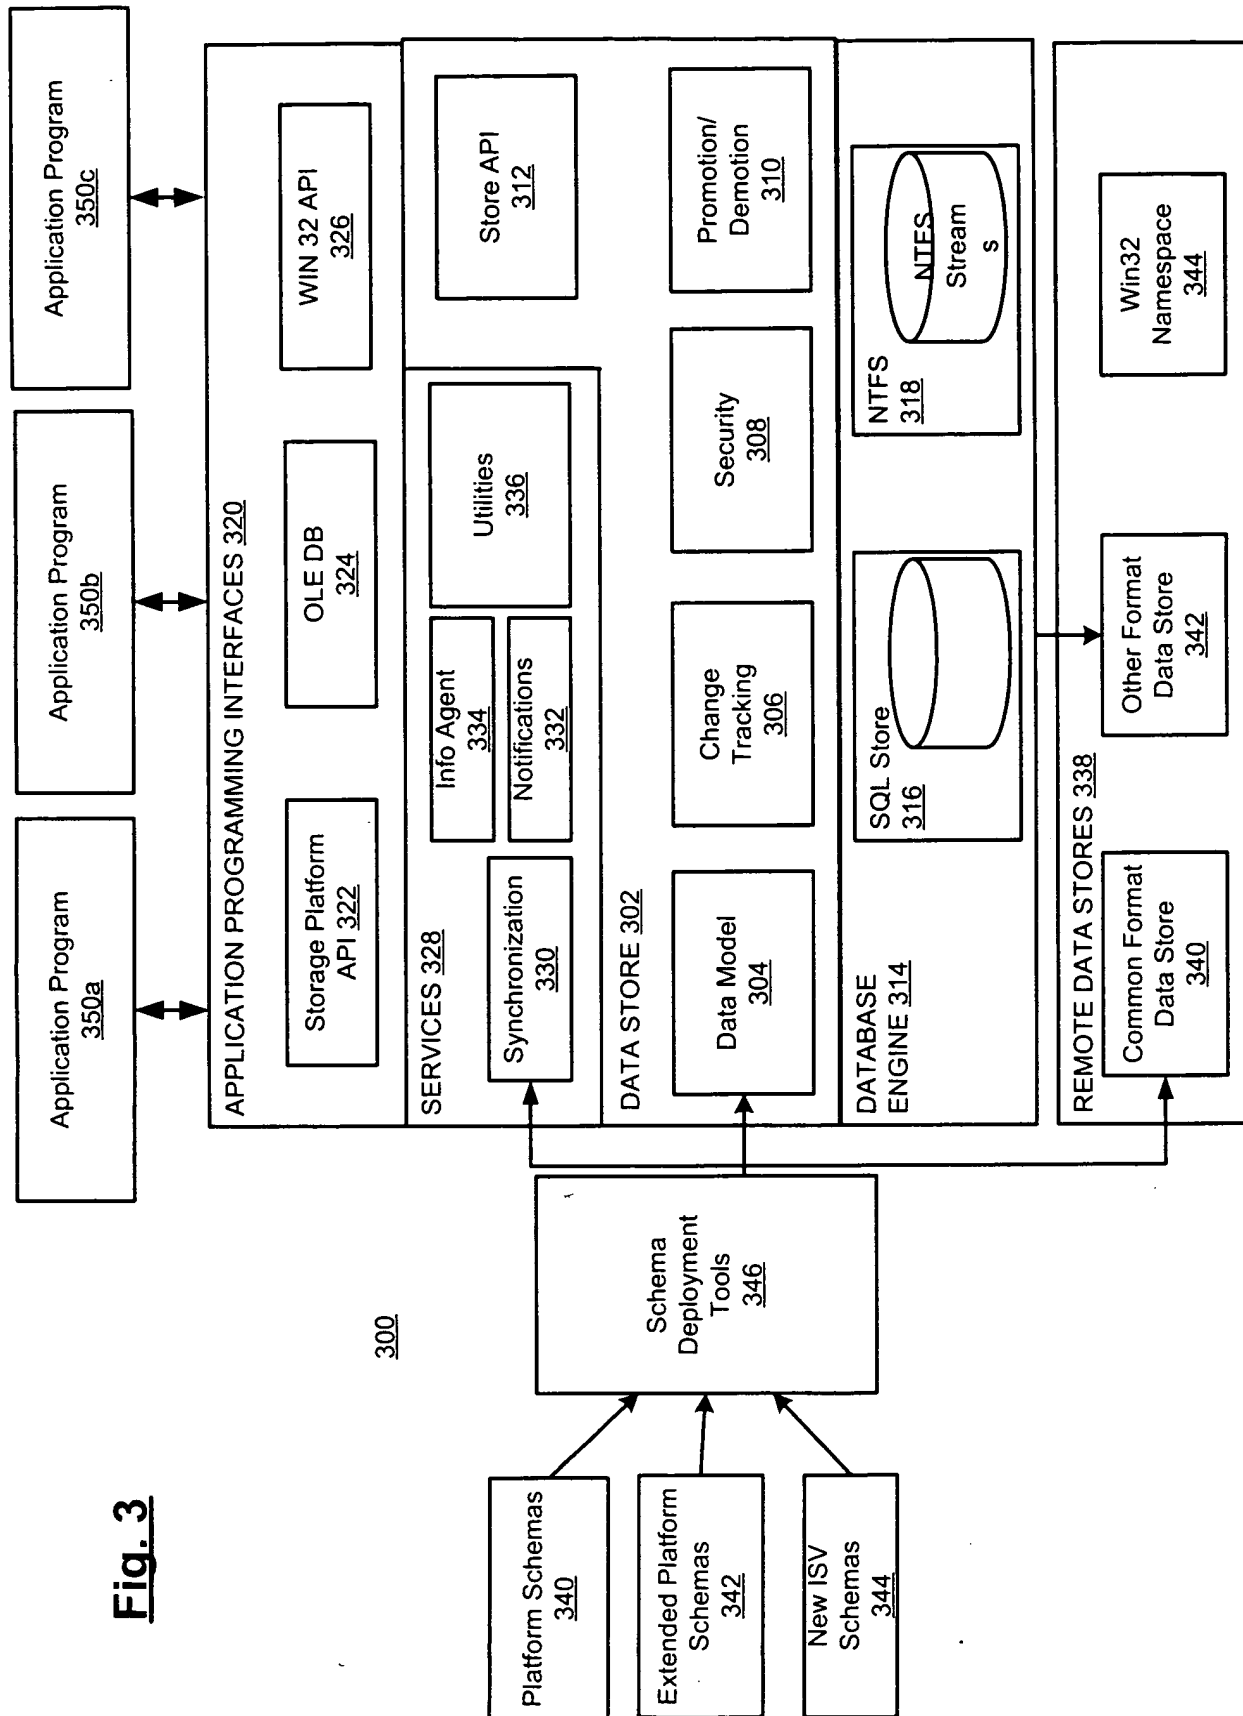 Application Program
350a
Application Program
350b
Application Program
350c
APPLICATION PROGRAMMING INTERFACES 320
Storage Platform
API 322
OLE DB
324
WIN 32 API
326
SERVICES 328
Synchronization
330
Info Agent
334
Notifications
332
Utilities
336
Store API
312
DATA STORE 302
Data Model
304
Change
Tracking
306
Security
308
Promotion/
Demotion
310
DATABASE
ENGINE 314
SQL Store
316
NTFS
318
NTFS
Stream
s
REMOTE DATA STORES 338
Common Format
Data Store
340
Other Format
Data Store
342
Win32
Namespace
344
300
Schema
Deployment
Tools
346
Platform Schemas
340
Extended Platform
Schemas
342
New ISV
Schemas
344
Fig. 3